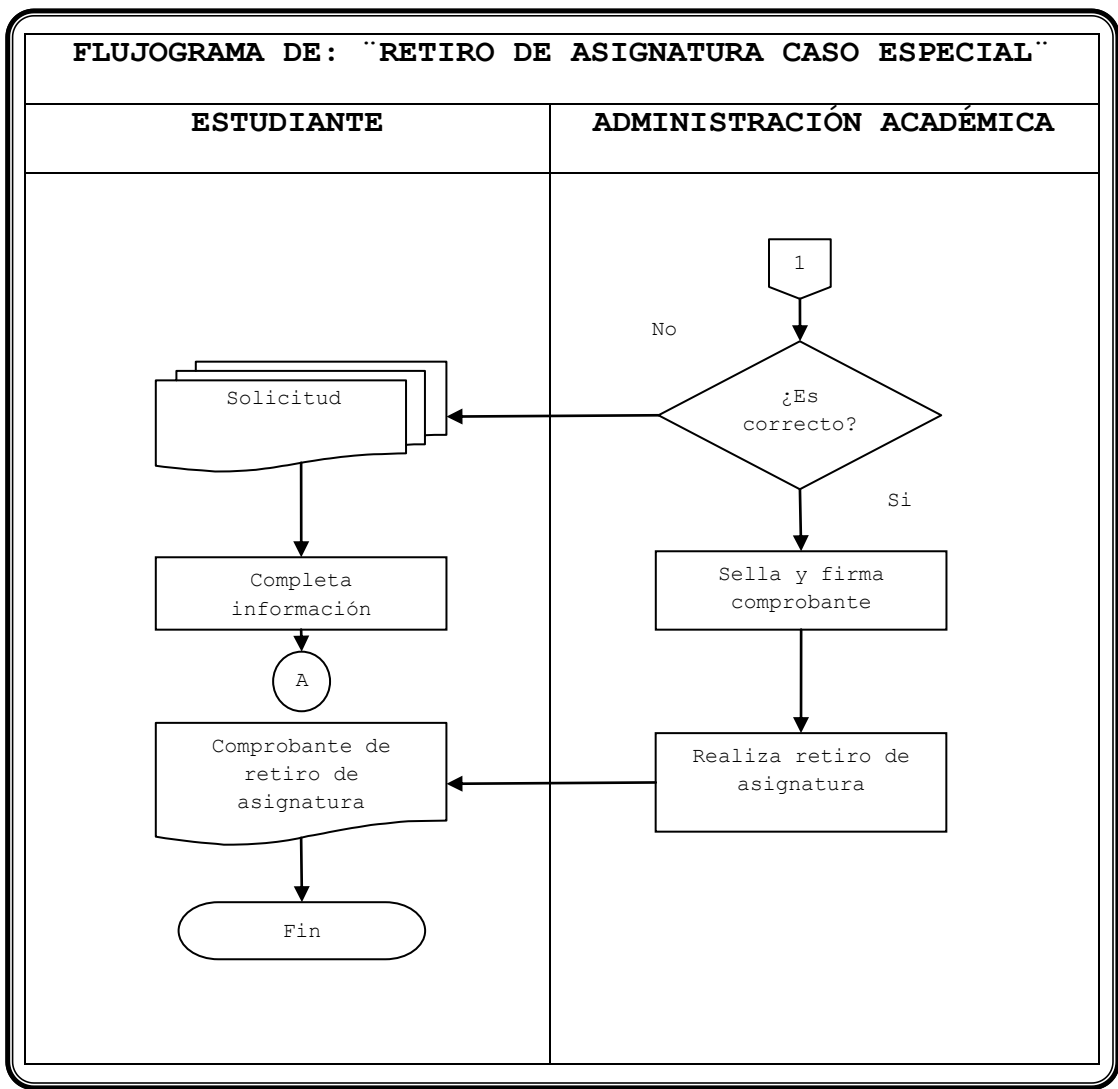 FLUJOGRAMA DE: ¨RETIRO DE ASIGNATURA CASO ESPECIAL¨
ESTUDIANTE
ADMINISTRACIÓN ACADÉMICA
1
No
¿Es
correcto?
Solicitud
Si
Completa
información
Sella y firma
comprobante
A
Comprobante de
retiro de
asignatura
Realiza retiro de
asignatura
Fin